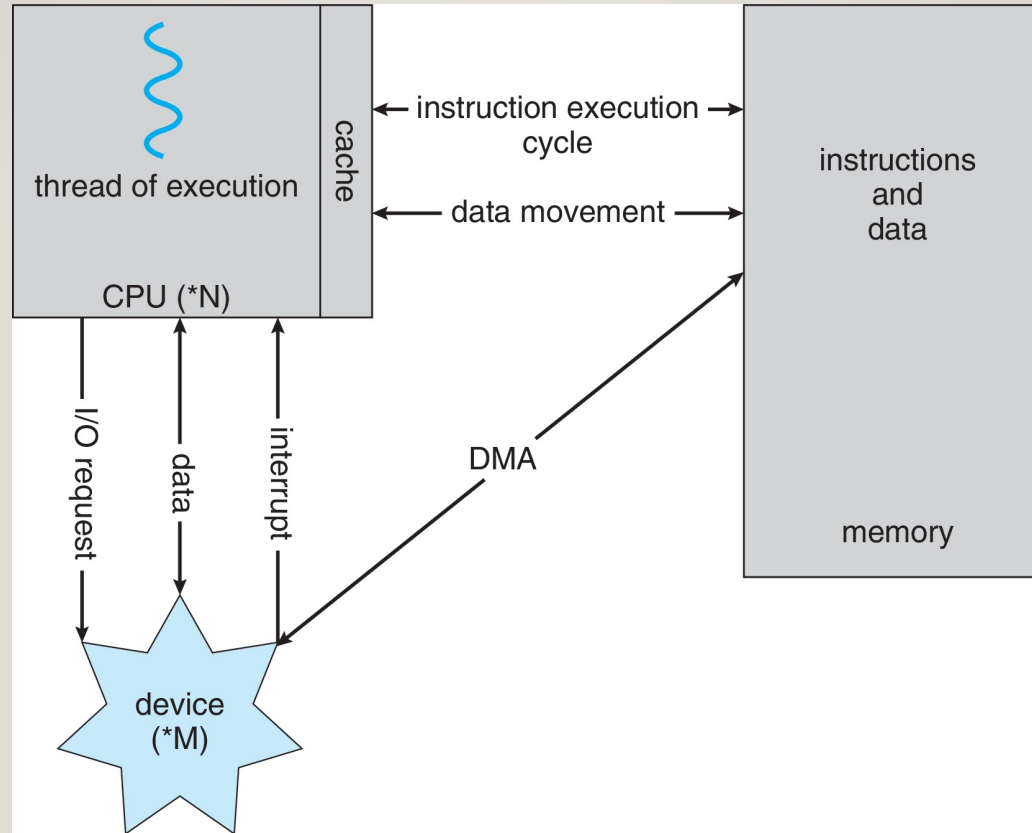 thread of execution
cache
CPU (*N)
instruction execution
cycle
data movement
instructions
and
data
memory
I/O request
data
interrupt
DMA
device
(*M)